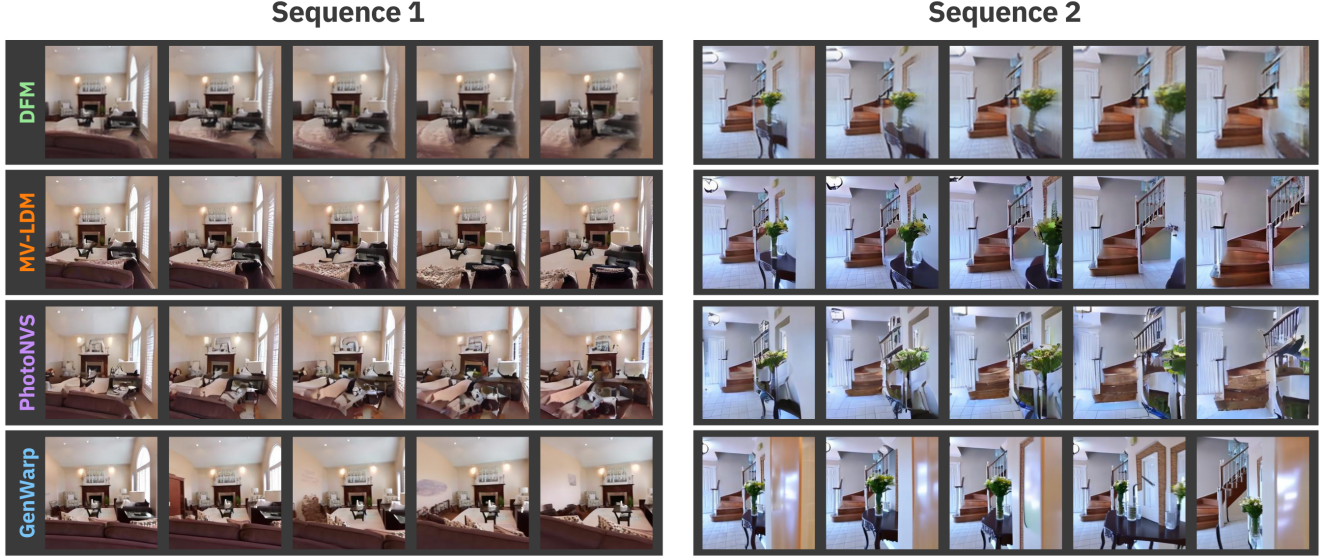 Sequence 1
Sequence 2
DFM
MV-LDM
PhotoNVS
GenWarp